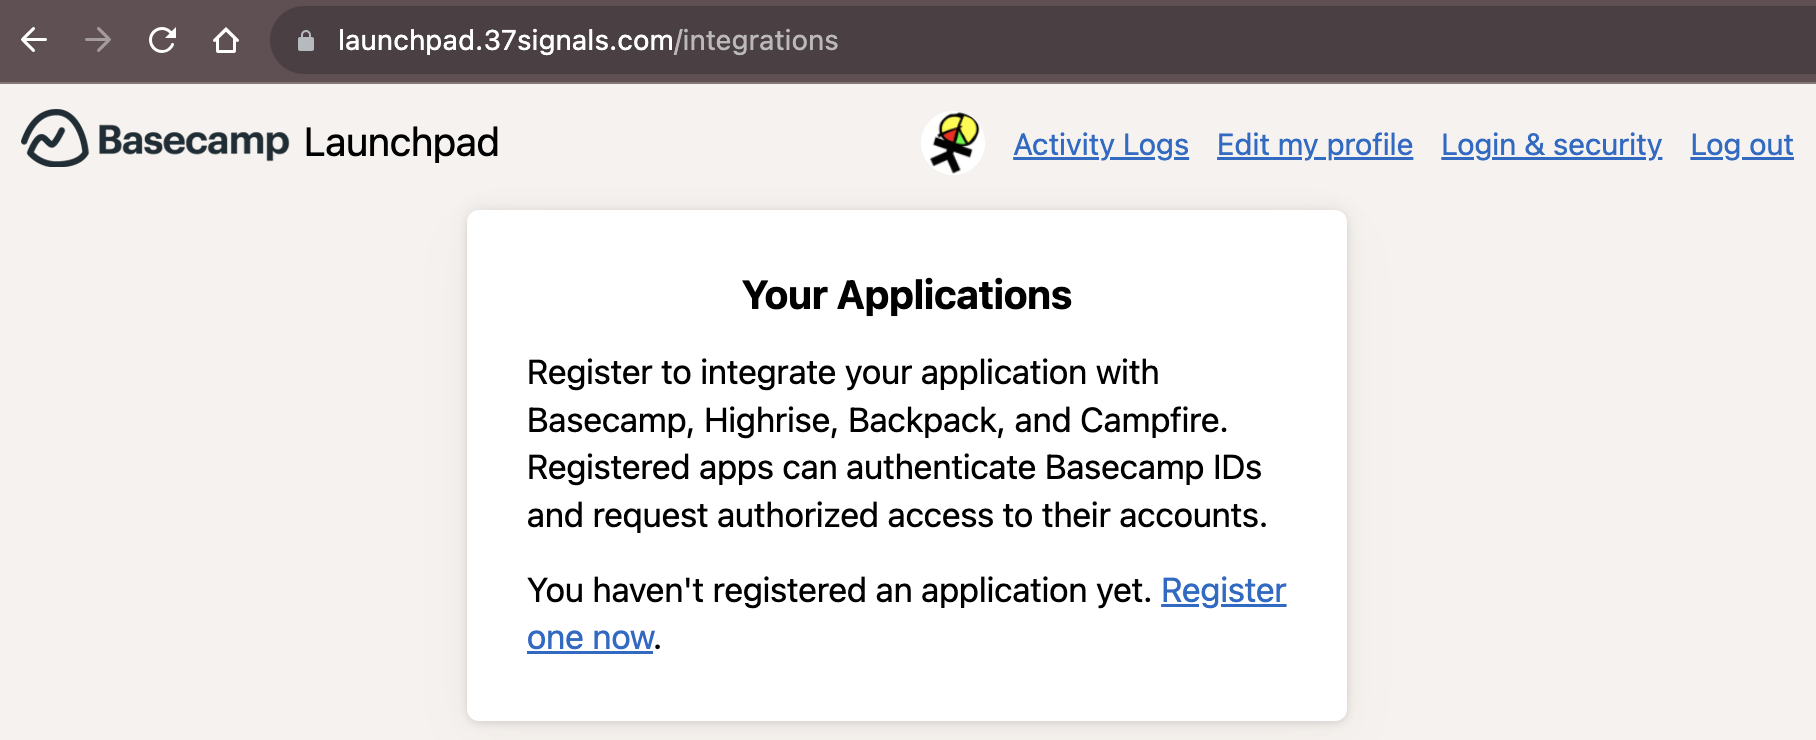 launchpad.37signals.com/integrations
Basecamp Launchpad
Activity Logs Edit my profile Login & security Log out
Your Applications
Register to integrate your application with
Basecamp, Highrise, Backpack, and Campfire.
Registered apps can authenticate Basecamp IDs
and request authorized access to their accounts.
You haven't registered an application yet. Register
one now.